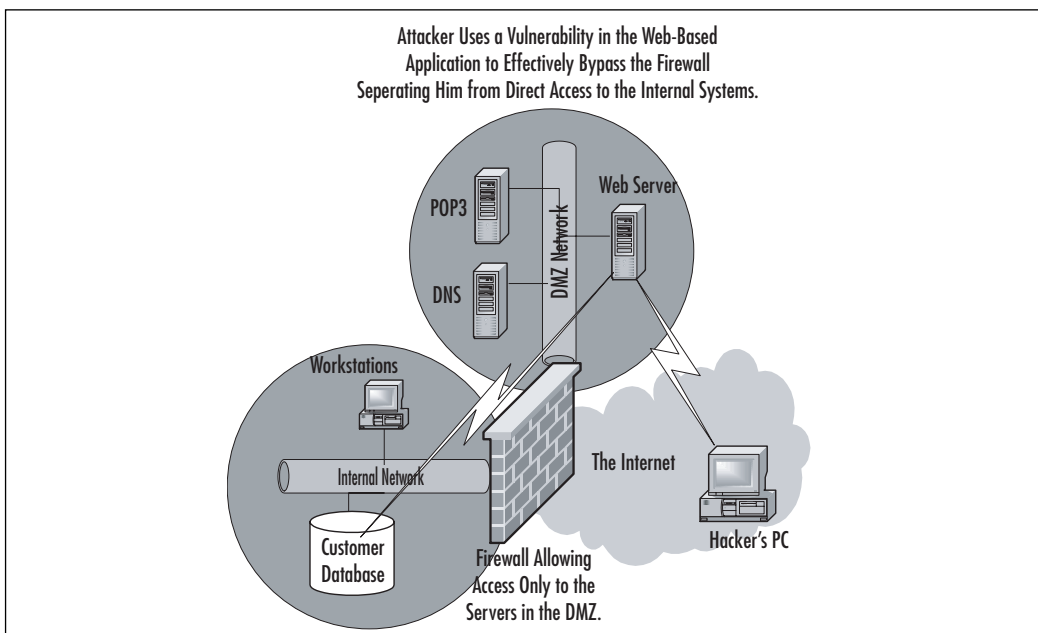 Attacker Uses a Vulnerability in the Web-Based
Application to Effectively Bypass the Firewall
Seperating Him from Direct Access to the Internal Systems.
Web Server
POP3
DMZ Network
DNS
Workstations
The Internet
Internal Network
Hacker's PC
Customer
Database
Firewall Allowing
Access Only to the
Servers in the DMZ.